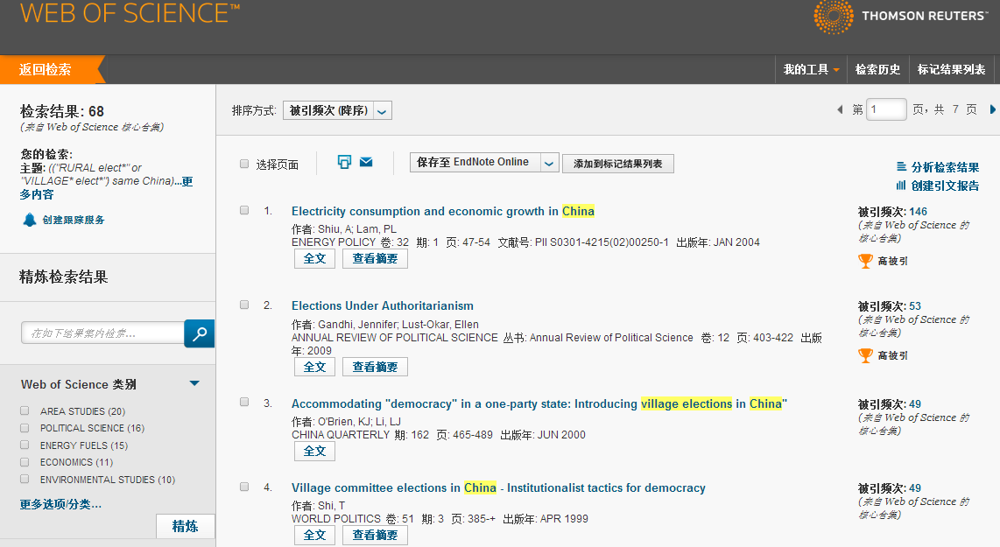 WEB OF SCIENCE™
THOMSON REUTERS™
返回检索
我的工具 检索历史 标记结果列表
检索结果: 68
(来自 Web of Science 核心合集)
您的检索:
主题: (("RURAL elect*" or
"VILLAGE* elect*") same China)...更
多内容
创建跟踪服务
精炼检索结果
在如下结果集内检索...
Web of Science 类别
AREA STUDIES (20)
POLITICAL SCIENCE (16)
ENERGY FUELS (15)
ECONOMICS (11)
ENVIRONMENTAL STUDIES (10)
更多选项/分类...
精炼
排序方式: 被引频次 (降序)
第 1 页，共 7 页
选择页面
保存至 EndNote Online
添加到标记结果列表
分析检索结果
创建引文报告
1. Electricity consumption and economic growth in China
作者: Shiu, A; Lam, PL
ENERGY POLICY 卷: 32 期: 1 页: 47-54 文献号: PII S0301-4215(02)00250-1 出版年: JAN 2004
全文 查看摘要
被引频次: 146
(来自 Web of Science 的
核心合集)
高被引
2. Elections Under Authoritarianism
作者: Gandhi, Jennifer; Lust-Okar, Ellen
ANNUAL REVIEW OF POLITICAL SCIENCE 丛书: Annual Review of Political Science 卷: 12 页: 403-422 出版
年: 2009
全文 查看摘要
被引频次: 53
(来自 Web of Science 的
核心合集)
高被引
3. Accommodating "democracy" in a one-party state: Introducing village elections in China"
作者: O'Brien, KJ; Li, LJ
CHINA QUARTERLY 期: 162 页: 465-489 出版年: JUN 2000
全文
被引频次: 49
(来自 Web of Science 的
核心合集)
4. Village committee elections in China - Institutionalist tactics for democracy
作者: Shi, T
WORLD POLITICS 卷: 51 期: 3 页: 385-+ 出版年: APR 1999
全文 查看摘要
被引频次: 49
(来自 Web of Science 的
核心合集)